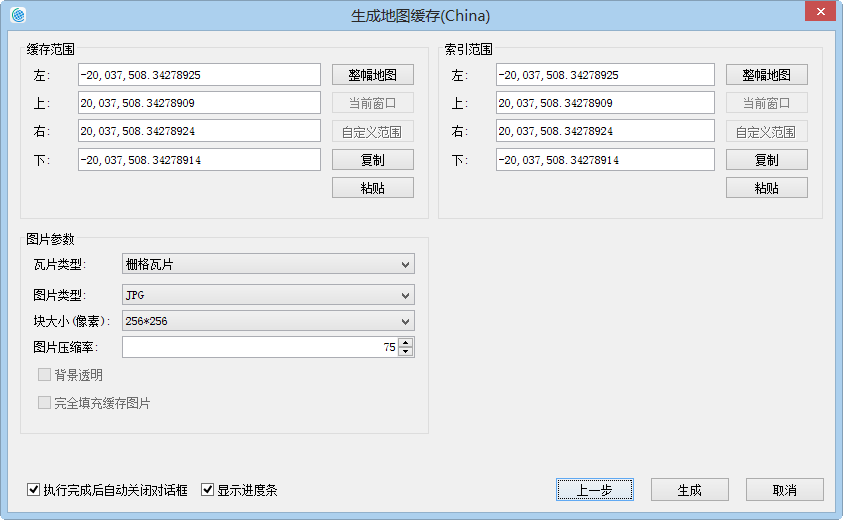 生成地图缓存(China)
缓存范围
左: -20,037,508.34278925 整幅地图
上: 20,037,508.34278909 当前窗口
右: 20,037,508.34278924 自定义范围
下: -20,037,508.34278914 复制
粘贴
索引范围
左: -20,037,508.34278925 整幅地图
上: 20,037,508.34278909 当前窗口
右: 20,037,508.34278924 自定义范围
下: -20,037,508.34278914 复制
粘贴
图片参数
瓦片类型: 栅格瓦片
图片类型: JPG
块大小(像素): 256*256
图片压缩率: 75
背景透明
完全填充缓存图片
执行完成后自动关闭对话框 显示进度条 上一步 生成 取消